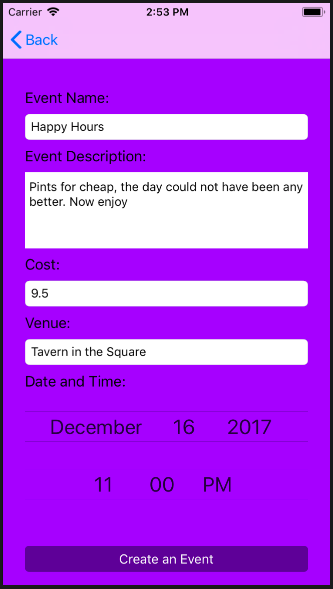 Carrier 2:53 PM
Back
Event Name:
Happy Hours
Event Description:
Pints for cheap, the day could not have been any
better. Now enjoy
Cost:
9.5
Venue:
Tavern in the Square
Date and Time:
December 16 2017
11 00 PM
Create an Event